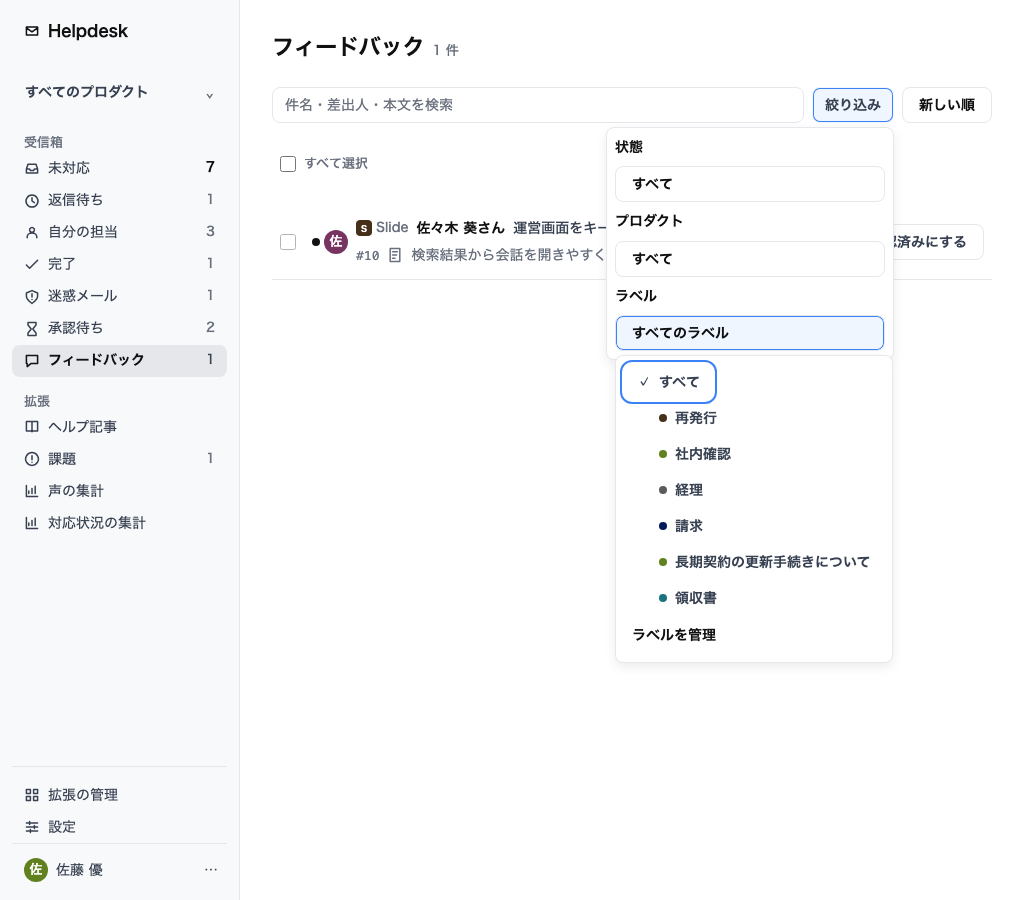 Helpdesk
すべてのプロダクト
受信箱
未対応 7
返信待ち 1
自分の担当 3
完了 1
迷惑メール 1
承認待ち 2
フィードバック 1
拡張
ヘルプ記事
課題 1
声の集計
対応状況の集計
拡張の管理
設定
佐 佐藤 優 ...
フィードバック 1 件
件名・差出人・本文を検索 絞り込み 新しい順
すべて選択
佐 S Slide 佐々木 葵さん 運営画面をキー
#10 検索結果から会話を開きやすく
済みにする
状態
すべて
プロダクト
すべて
ラベル
すべてのラベル
✓ すべて
再発行
社内確認
経理
請求
長期契約の更新手続きについて
領収書
ラベルを管理